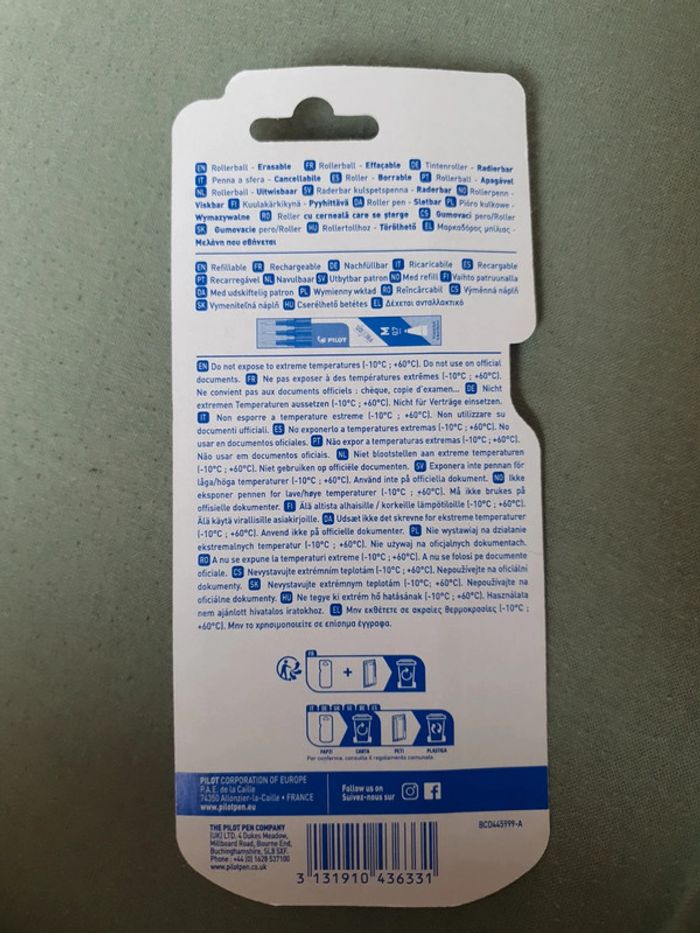 EN Rollerball - Erasable FR Rollerball - Effaçable DE Tintenroller - Radierbar
IT Penna a sfera - Cancellabile ES Roller - Borrable PT Rollerball - Apagável
NL Rollerball - Uitwisbaar SV Raderbar kulspetspenna - Raderbar NO Rollerpenn -
Viskbar FI Kuulakärkikynä - Pyyhittävä DA Roller pen - Sletbar PL Pióro kulkowe -
Wymazywalne RO Roller cu cerneală care se șterge CS Gumovací pero/Roller
SK Gumovacie pero/Roller HU Rollertollhoz - Törölhető EL Μαρκαδόρος μπίλιας -
Μελάνη που σβήνεται
EN Refillable FR Rechargeable DE Nachfüllbar IT Ricaricabile ES Recargable
PT Recarregável NL Navulbaar SV Utbytbar patron NO Med refill FI Vaihto patruunalla
DA Med udskiftelig patron PL Wymienny wkład RO Reîncărcabil CS Výměnná náplň
SK Vymeniteľná náplň HU Cserélhető betétes EL Δέχεται ανταλλακτικό
PILOT FRIXION M 0.7
EN Do not expose to extreme temperatures (-10°C ; +60°C). Do not use on official
documents. FR Ne pas exposer à des températures extrêmes (-10°C ; +60°C).
Ne convient pas aux documents officiels : chèque, copie d'examen... DE Nicht
extremen Temperaturen aussetzen (-10°C ; +60°C). Nicht für Verträge einsetzen.
IT Non esporre a temperature estreme (-10°C ; +60°C). Non utilizzare su
documenti ufficiali. ES No exponerlo a temperaturas extremas (-10°C ; +60°C) No
usar en documentos oficiales. PT Não expor a temperaturas extremas (-10°C ; +60°C).
Não usar em documentos oficiais. NL Niet blootstellen aan extreme temperaturen
(-10°C ; +60°C). Niet gebruiken op officiële documenten. SV Exponera inte pennan för
låga/höga temperaturer (-10°C ; +60°C). Använd inte på officiella dokument. NO Ikke
eksponer pennen for lave/høye temperaturer (-10°C ; +60°C). Må ikke brukes på
offisielle dokumenter. FI Älä altista alhaisille / korkeille lämpötiloille (-10°C ; +60°C).
Älä käytä virallisille asiakirjoille. DA Udsæt ikke det skrevne for ekstreme temperaturer
(-10°C ; +60°C). Anvend ikke på officielle dokumenter. PL Nie wystawiaj na działanie
ekstremalnych temperatur (-10°C ; +60°C). Nie używaj na oficjalnych dokumentach.
RO A nu se expune la temperaturi extreme (-10°C ; +60°C). A nu se folosi pe documente
oficiale. CS Nevystavujte extrémním teplotám (-10°C ; +60°C). Nepoužívejte na oficiální
dokumenty. SK Nevystavujte extrémnym teplotám (-10°C; +60°C). Nepoužívajte na
oficiálne dokumenty. HU Ne tegye ki extrém hő hatásának (-10°C ; +60°C). Használata
nem ajánlott hivatalos iratokhoz. EL Μην εκθέτετε σε ακραίες θερμοκρασίες (-10°C ;
+60°C). Μην το χρησιμοποιείτε σε επίσημα έγγραφα.
FR
+
PAP21 CARTA PET1 PLASTICA
Per conferma, consulta il regolamento comunale.
PILOT CORPORATION OF EUROPE
P.A.E. de la Caille
74350 Allonzier-la-Caille • FRANCE
www.pilotpen.eu
Follow us on
Suivez-nous sur
THE PILOT PEN COMPANY
(UK) LTD. 4 Dukes Meadow,
Millboard Road, Bourne End,
Buchinghamshire, SL8 5XF.
Phone : +44 (0) 1628 537100
www.pilotpen.co.uk
BCD445999-A
3 131910 436331